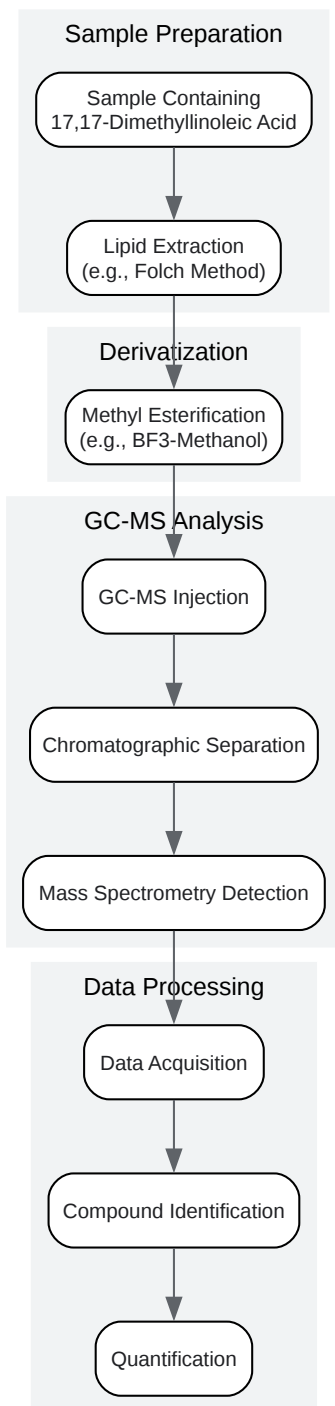 Sample Preparation
Sample Containing
17,17-Dimethyllinoleic Acid
Lipid Extraction
(e.g., Folch Method)
Derivatization
Methyl Esterification
(e.g., BF3-Methanol)
GC-MS Analysis
GC-MS Injection
Chromatographic Separation
Mass Spectrometry Detection
Data Processing
Data Acquisition
Compound Identification
Quantification